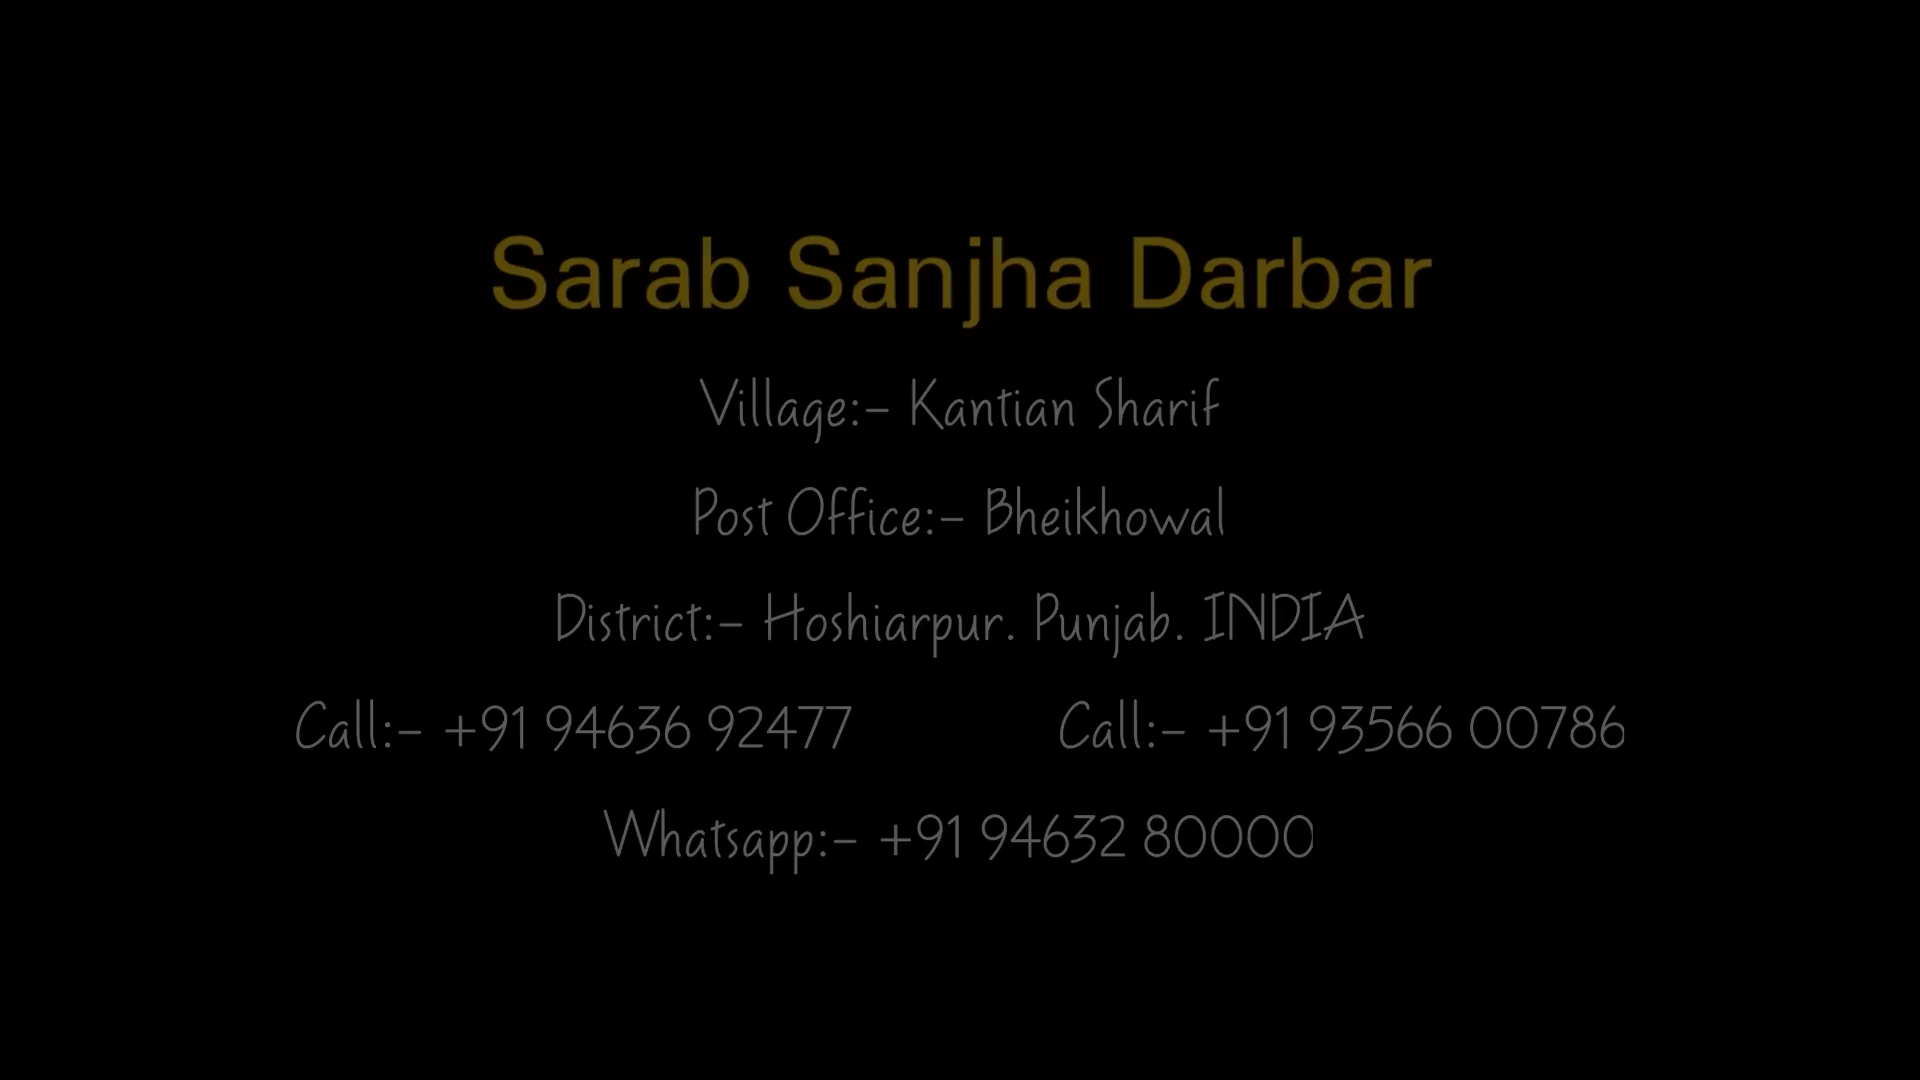 Sarab Sanjha Darbar
Village:- Kantian Sharif
Post Office:- Bheikhowal
District:- Hoshiarpur. Punjab. INDIA
Call:- +91 94636 92477 Call:- +91 93566 00786
Whatsapp:- +91 94632 80000